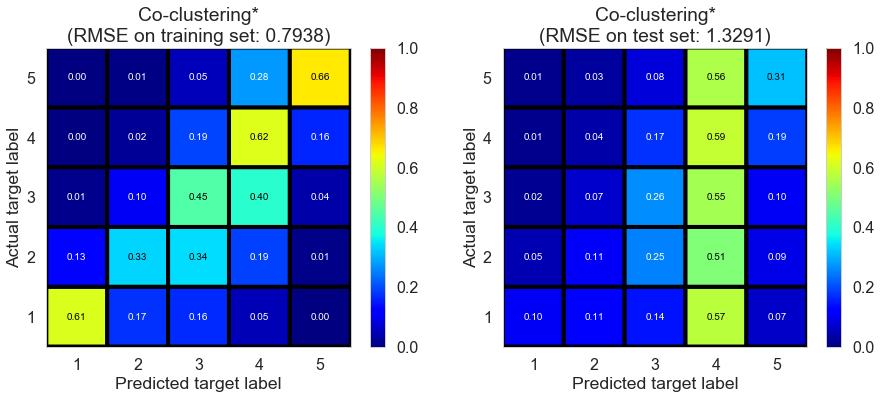 Co-clustering*
(RMSE on training set: 0.7938)
Actual target label
5
4
3
2
1
0.00 0.01 0.05 0.28 0.66
0.00 0.02 0.19 0.62 0.16
0.01 0.10 0.45 0.40 0.04
0.13 0.33 0.34 0.19 0.01
0.61 0.17 0.16 0.05 0.00
1 2 3 4 5
Predicted target label
1.0
0.8
0.6
0.4
0.2
0.0
Co-clustering*
(RMSE on test set: 1.3291)
Actual target label
5
4
3
2
1
0.01 0.03 0.08 0.56 0.31
0.01 0.04 0.17 0.59 0.19
0.02 0.07 0.26 0.55 0.10
0.05 0.11 0.25 0.51 0.09
0.10 0.11 0.14 0.57 0.07
1 2 3 4 5
Predicted target label
1.0
0.8
0.6
0.4
0.2
0.0